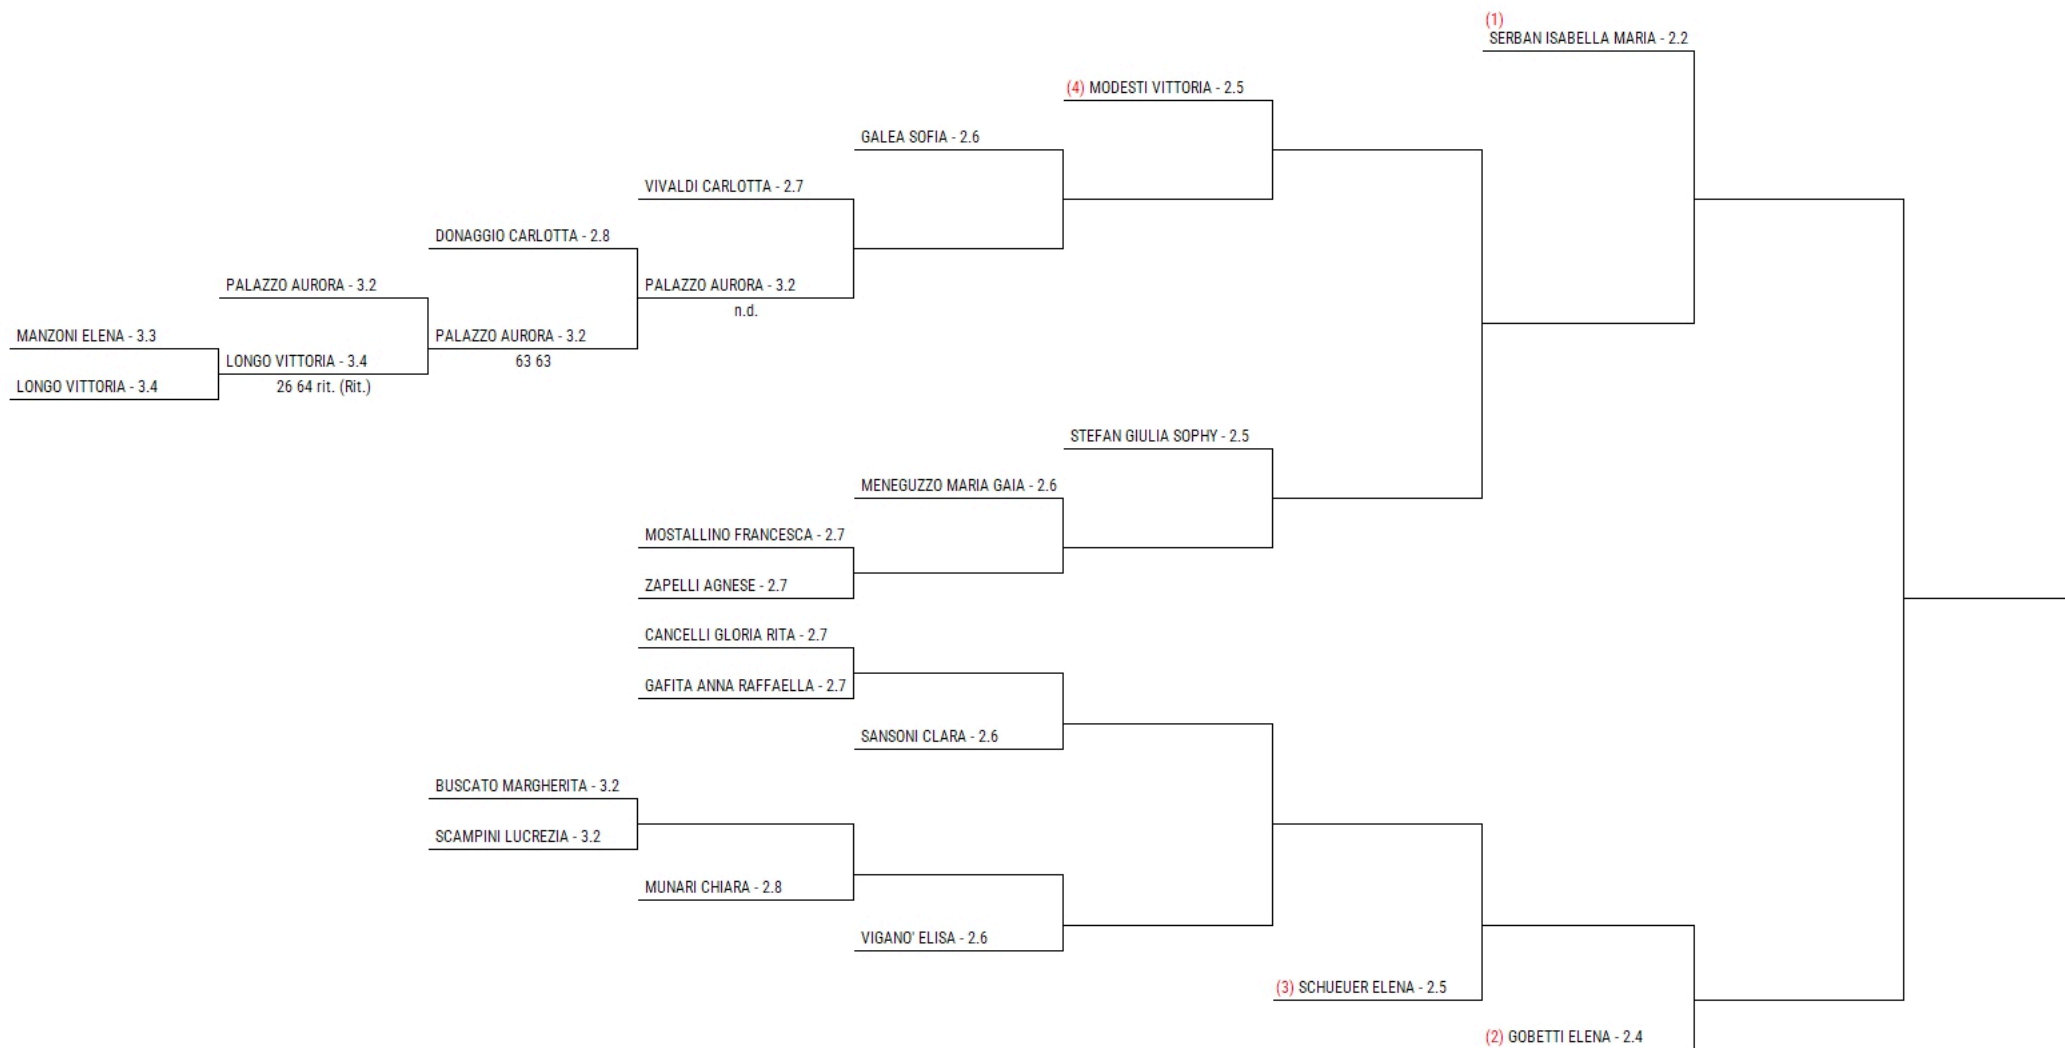 (1)
SERBAN ISABELLA MARIA - 2.2
(4) MODESTI VITTORIA - 2.5
GALEA SOFIA - 2.6
VIVALDI CARLOTTA - 2.7
DONAGGIO CARLOTTA - 2.8
PALAZZO AURORA - 3.2
PALAZZO AURORA - 3.2
n.d.
MANZONI ELENA - 3.3
PALAZZO AURORA - 3.2
63 63
LONGO VITTORIA - 3.4
26 64 rit. (Rit.)
LONGO VITTORIA - 3.4
STEFAN GIULIA SOPHY - 2.5
MENEGUZZO MARIA GAIA - 2.6
MOSTALLINO FRANCESCA - 2.7
ZAPELLI AGNESE - 2.7
CANCELLI GLORIA RITA - 2.7
GAFITA ANNA RAFFAELLA - 2.7
SANSONI CLARA - 2.6
BUSCATO MARGHERITA - 3.2
SCAMPINI LUCREZIA - 3.2
MUNARI CHIARA - 2.8
VIGANO' ELISA - 2.6
(3) SCHUEUER ELENA - 2.5
(2) GOBETTI ELENA - 2.4